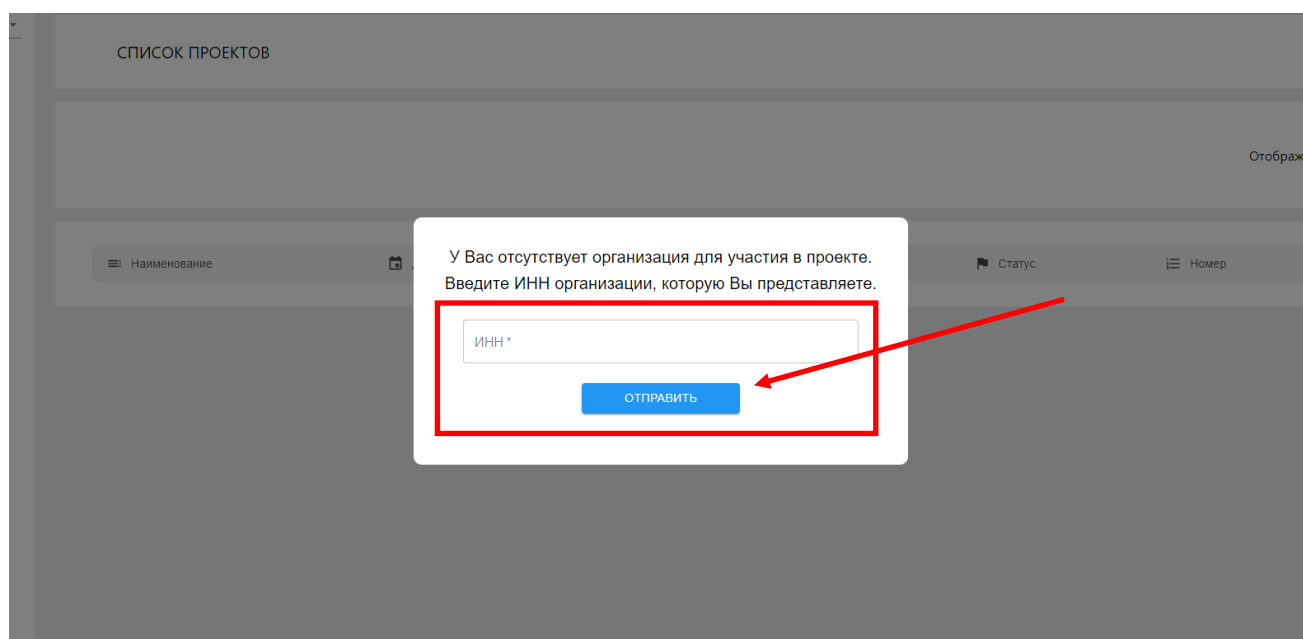 СПИСОК ПРОЕКТОВ
У Вас отсутствует организация для участия в проекте.
Введите ИНН организации, которую Вы представляете.
Наименование
Статус
Номер
ИНН *
ОТПРАВИТЬ